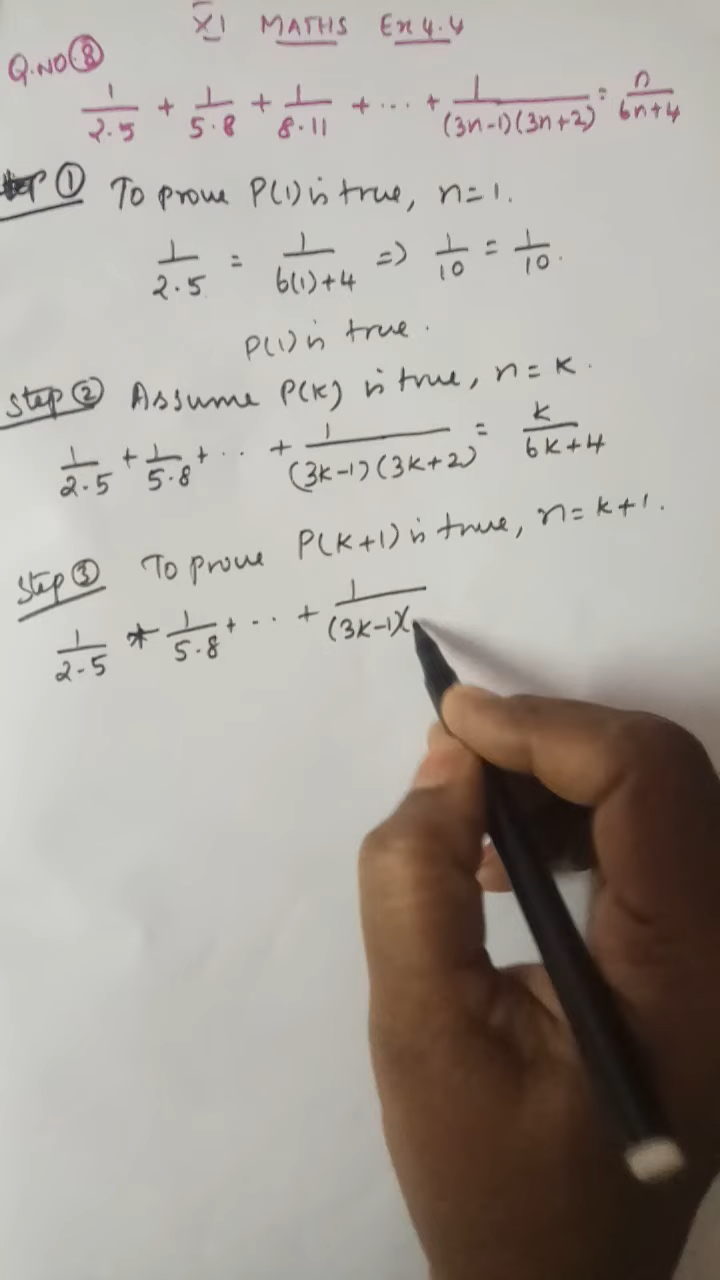 XI MATHS Ex 4.4
Q.NO 8
1/2.5 + 1/5.8 + 1/8.11 + ... + 1/(3n-1)(3n+2) = n/6n+4
① To prove P(1) is true, n=1.
1/2.5 = 1/6(1)+4 => 1/10 = 1/10.
P(1) is true.
Step ② Assume P(k) is true, n=k.
1/2.5 + 1/5.8 + ... + 1/(3k-1)(3k+2) = k/6k+4
Step ③ To prove P(k+1) is true, n=k+1.
1/2.5 + 1/5.8 + ... + 1/(3k-1)(